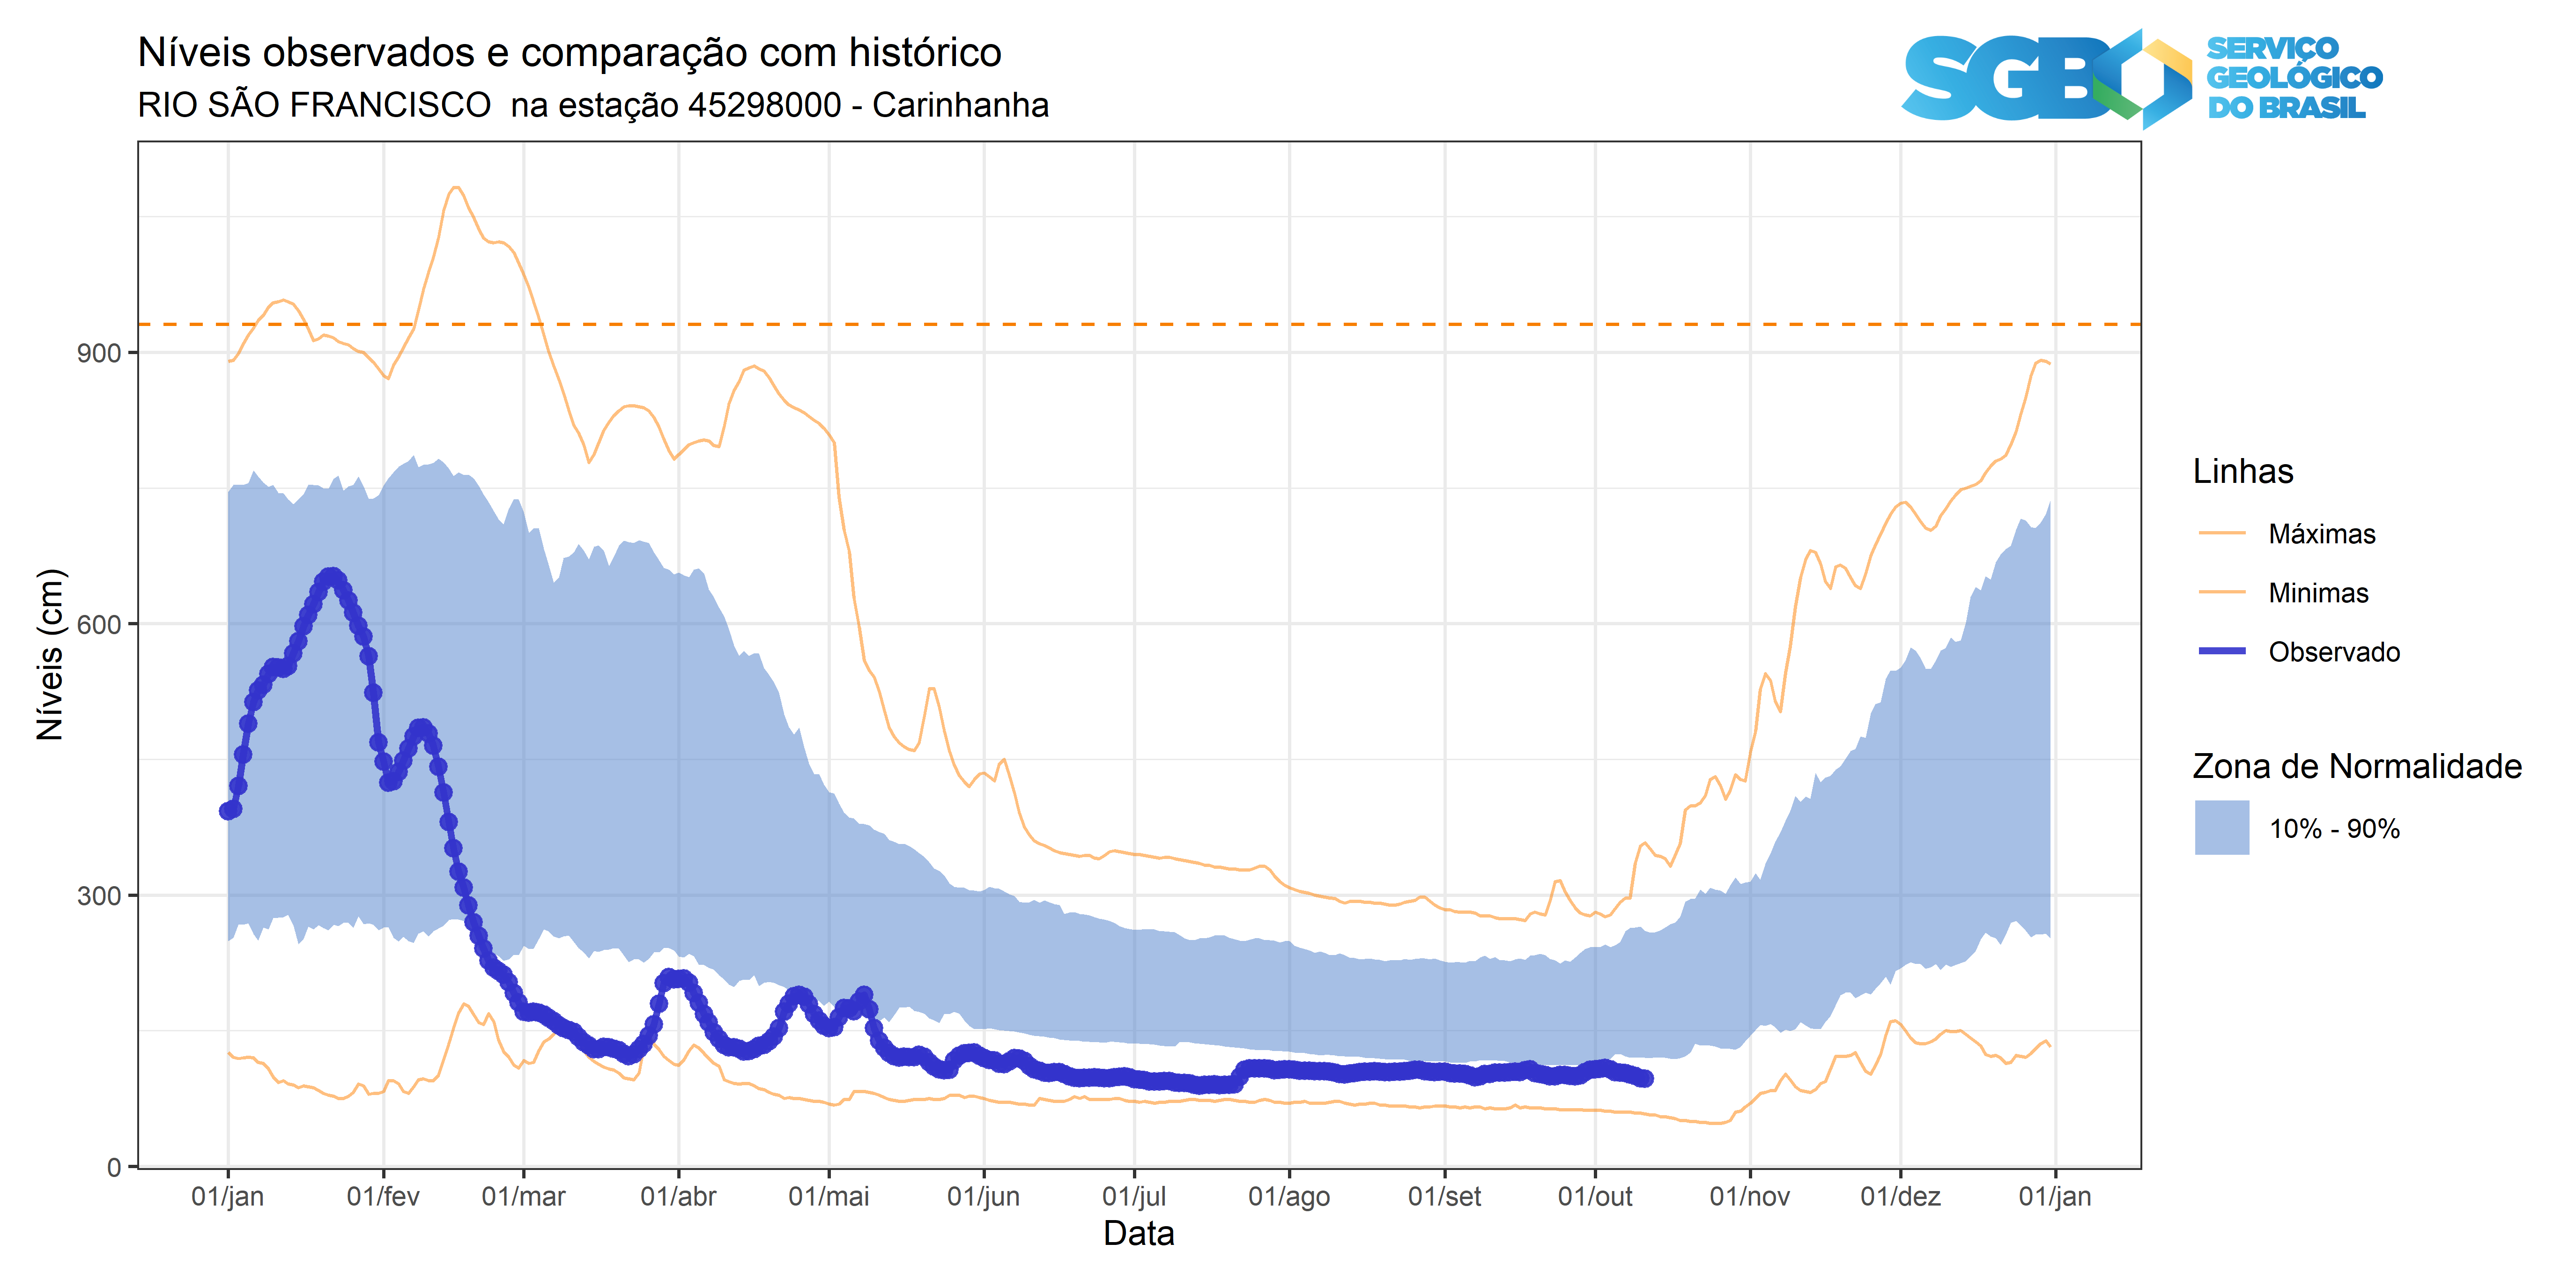 Níveis observados e comparação com histórico
RIO SÃO FRANCISCO  na estação 45298000 - Carinhanha
SGB
SERVIÇO
GEOLÓGICO
DO BRASIL
Níveis (cm)
900
600
300
0
01/jan
01/fev
01/mar
01/abr
01/mai
01/jun
01/jul
01/ago
01/set
01/out
01/nov
01/dez
01/jan
Data
Linhas
Máximas
Minimas
Observado
Zona de Normalidade
10% - 90%